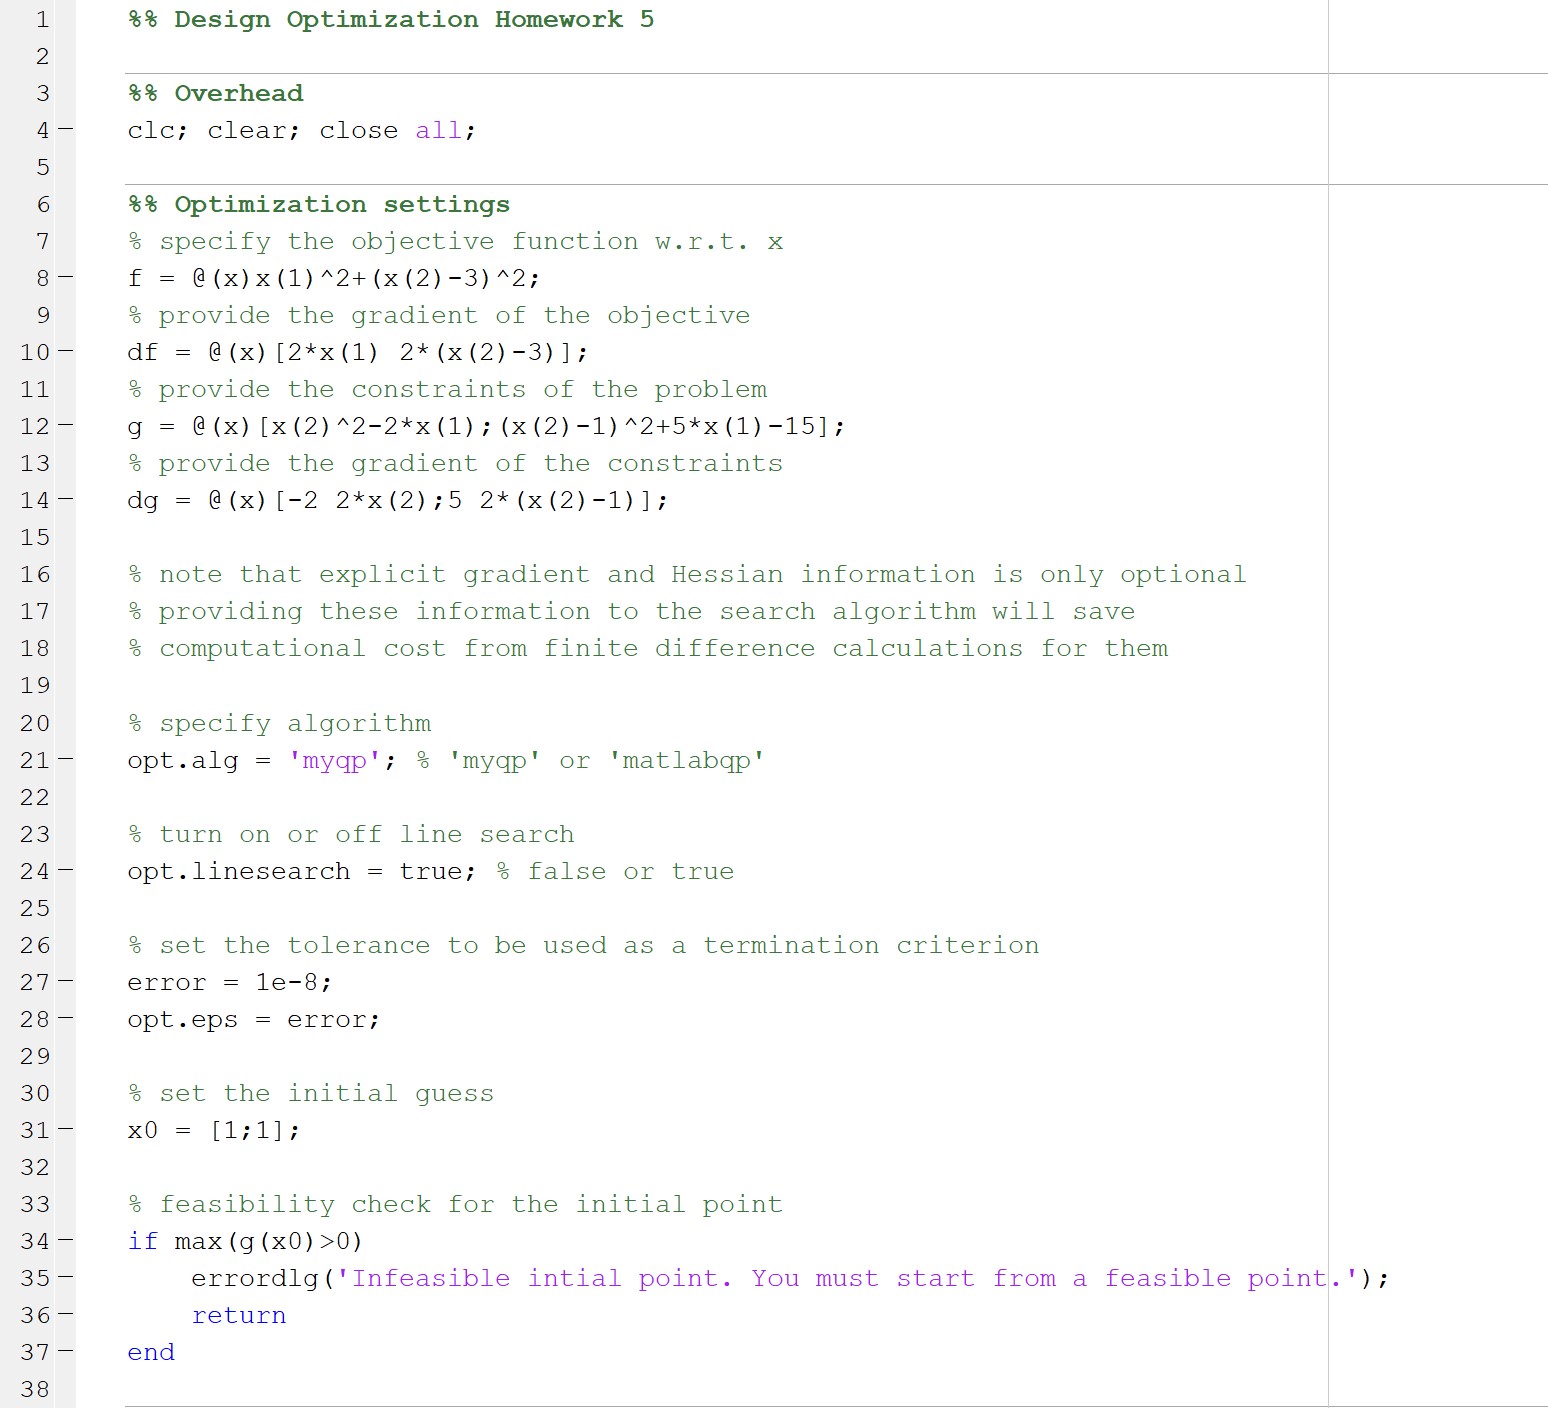 1 %% Design Optimization Homework 5
2
3 %% Overhead
4 — clc; clear; close all;
5
6 %% Optimization settings
7 % specify the objective function w.r.t. x
8 — f = @(x)x(1)^2+(x(2)-3)^2;
9 % provide the gradient of the objective
10 — df = @(x)[2*x(1) 2*(x(2)-3)];
11 % provide the constraints of the problem
12 — g = @(x)[x(2)^2-2*x(1);(x(2)-1)^2+5*x(1)-15];
13 % provide the gradient of the constraints
14 — dg = @(x)[-2 2*x(2);5 2*(x(2)-1)];
15
16 % note that explicit gradient and Hessian information is only optional
17 % providing these information to the search algorithm will save
18 % computational cost from finite difference calculations for them
19
20 % specify algorithm
21 — opt.alg = 'myqp'; % 'myqp' or 'matlabqp'
22
23 % turn on or off line search
24 — opt.linesearch = true; % false or true
25
26 % set the tolerance to be used as a termination criterion
27 — error = 1e-8;
28 — opt.eps = error;
29
30 % set the initial guess
31 — x0 = [1;1];
32
33 % feasibility check for the initial point
34 — if max(g(x0)>0)
35 —     errordlg('Infeasible intial point. You must start from a feasible point.');
36 —     return
37 — end
38